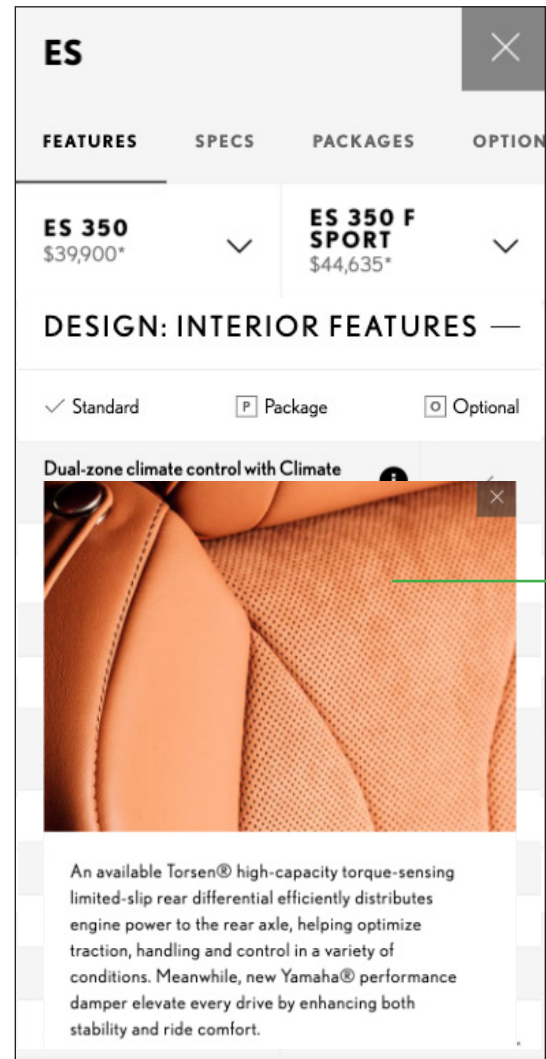 ES
FEATURES SPECS PACKAGES OPTION
ES 350
$39,900*
ES 350 F
SPORT
$44,635*
DESIGN: INTERIOR FEATURES
Standard P Package O Optional
Dual-zone climate control with Climate
An available Torsen® high-capacity torque-sensing
limited-slip rear differential efficiently distributes
engine power to the rear axle, helping optimize
traction, handling and control in a variety of
conditions. Meanwhile, new Yamaha® performance
damper elevate every drive by enhancing both
stability and ride comfort.